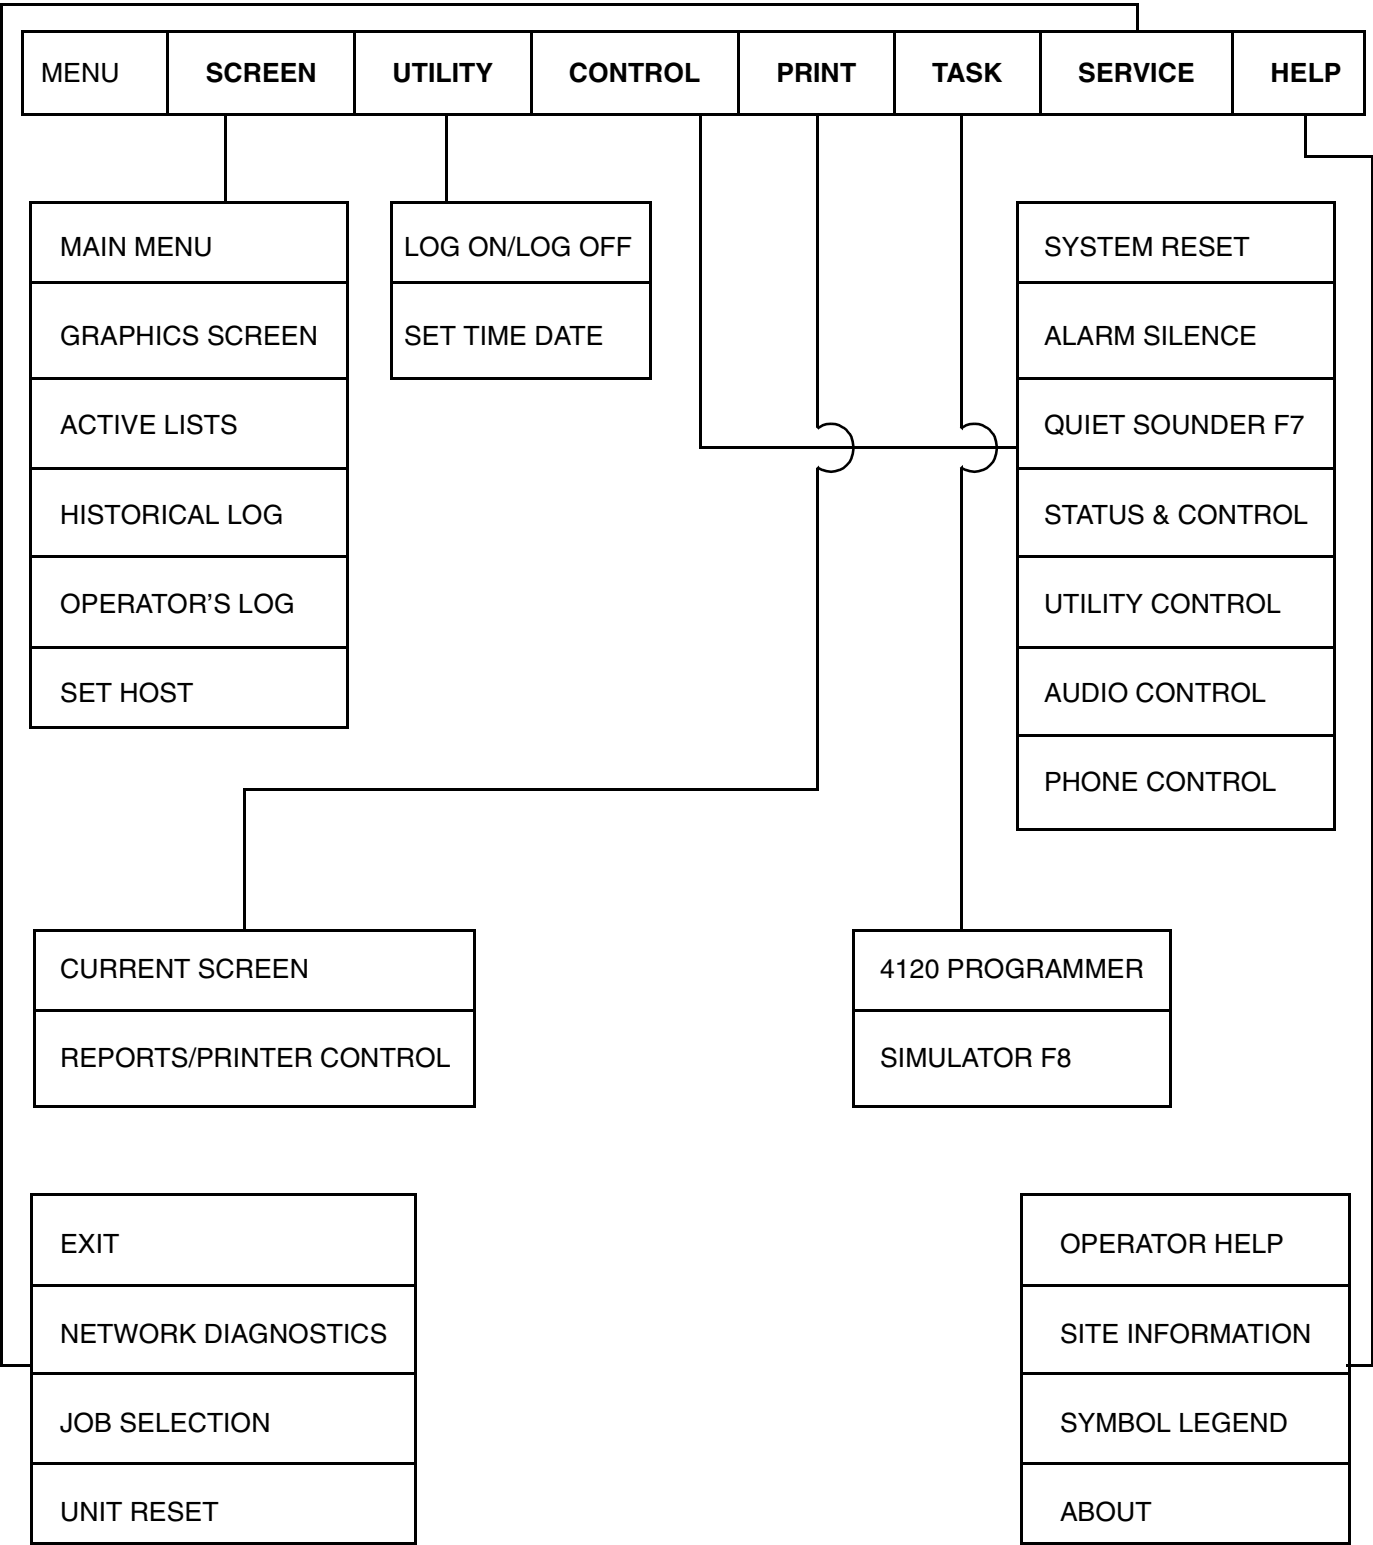 MENU SCREEN UTILITY CONTROL PRINT TASK SERVICE HELP
MAIN MENU
GRAPHICS SCREEN
ACTIVE LISTS
HISTORICAL LOG
OPERATOR’S LOG
SET HOST
LOG ON/LOG OFF
SET TIME DATE
SYSTEM RESET
ALARM SILENCE
QUIET SOUNDER F7
STATUS & CONTROL
UTILITY CONTROL
AUDIO CONTROL
PHONE CONTROL
CURRENT SCREEN
REPORTS/PRINTER CONTROL
4120 PROGRAMMER
SIMULATOR F8
EXIT
NETWORK DIAGNOSTICS
JOB SELECTION
UNIT RESET
OPERATOR HELP
SITE INFORMATION
SYMBOL LEGEND
ABOUT